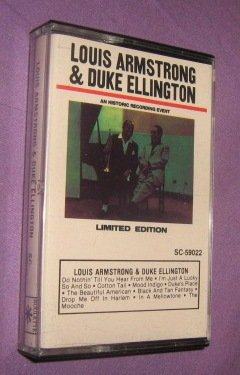 LOUIS ARMSTRONG
& DUKE ELLINGTON
AN HISTORIC RECORDING EVENT
LIMITED EDITION
SC-59022
LOUIS ARMSTRONG & DUKE ELLINGTON
Do Nothin' Till You Hear From Me • I'm Just A Lucky
So And So • Cotton Tail • Mood Indigo • Duke's Place
• The Beautiful American • Black And Tan Fantasy •
Drop Me Off In Harlem • In A Mellowtone • The
Mooche
LOUIS ARMSTRONG & DUKE ELLINGTON